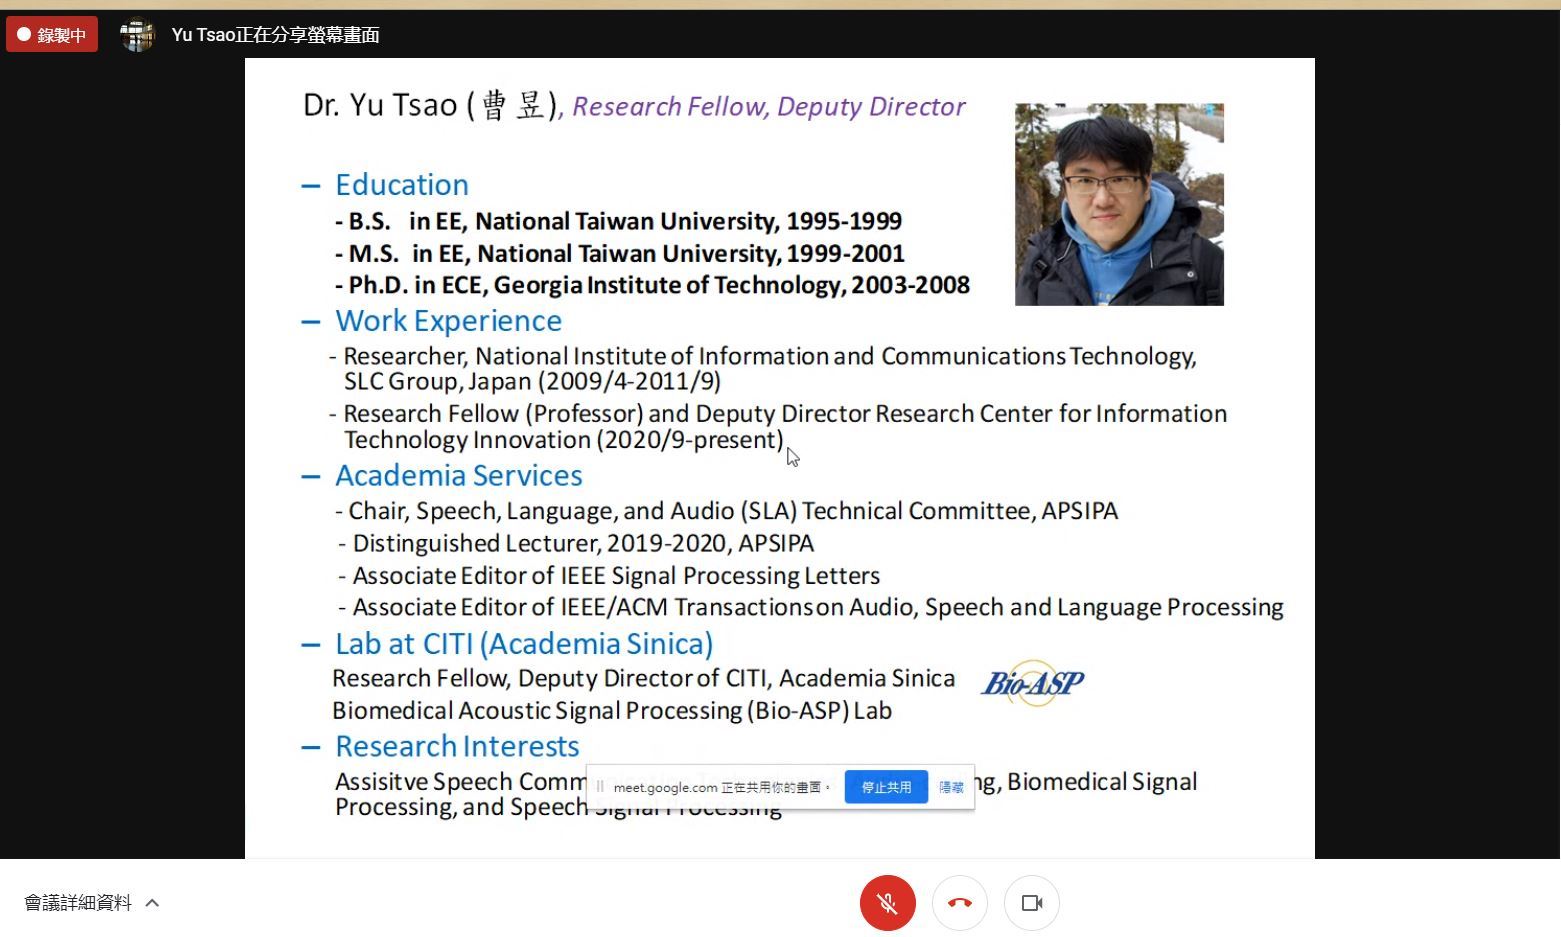 錄製中
Yu Tsao正在分享螢幕畫面
Dr. Yu Tsao (曹昱), Research Fellow, Deputy Director
– Education
- B.S. in EE, National Taiwan University, 1995-1999
- M.S. in EE, National Taiwan University, 1999-2001
- Ph.D. in ECE, Georgia Institute of Technology, 2003-2008
– Work Experience
- Researcher, National Institute of Information and Communications Technology,
SLC Group, Japan (2009/4-2011/9)
- Research Fellow (Professor) and Deputy Director Research Center for Information
Technology Innovation (2020/9-present)
– Academia Services
- Chair, Speech, Language, and Audio (SLA) Technical Committee, APSIPA
- Distinguished Lecturer, 2019-2020, APSIPA
- Associate Editor of IEEE Signal Processing Letters
- Associate Editor of IEEE/ACM Transactions on Audio, Speech and Language Processing
– Lab at CITI (Academia Sinica)
Research Fellow, Deputy Director of CITI, Academia Sinica
Bio-ASP
Biomedical Acoustic Signal Processing (Bio-ASP) Lab
– Research Interests
Assisitve Speech Biomedical Signal
Processing, and Speech Signal Processing
meet.google.com 正在共用你的畫面。 停止共用 隱藏
會議詳細資料